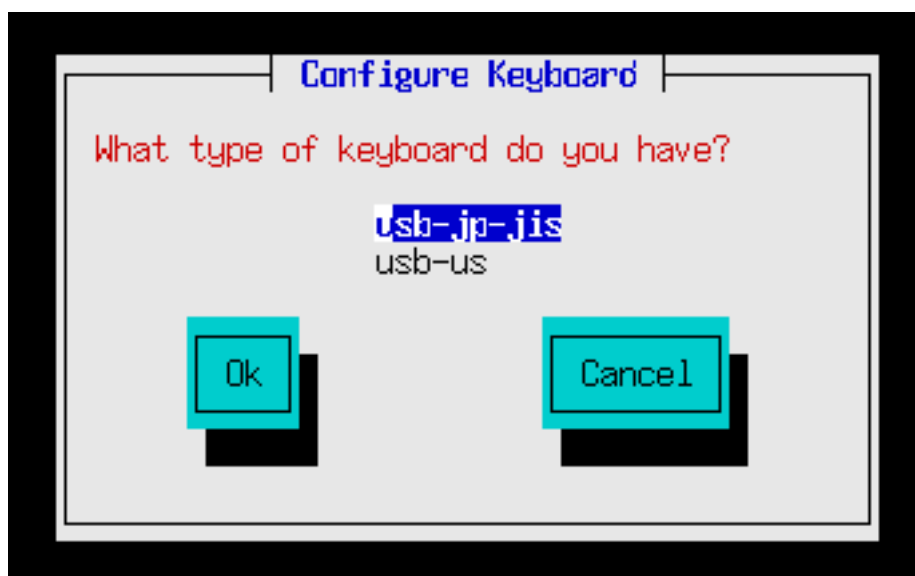 Configure Keyboard
What type of keyboard do you have?
usb-jp-jis
usb-us
Ok
Cancel